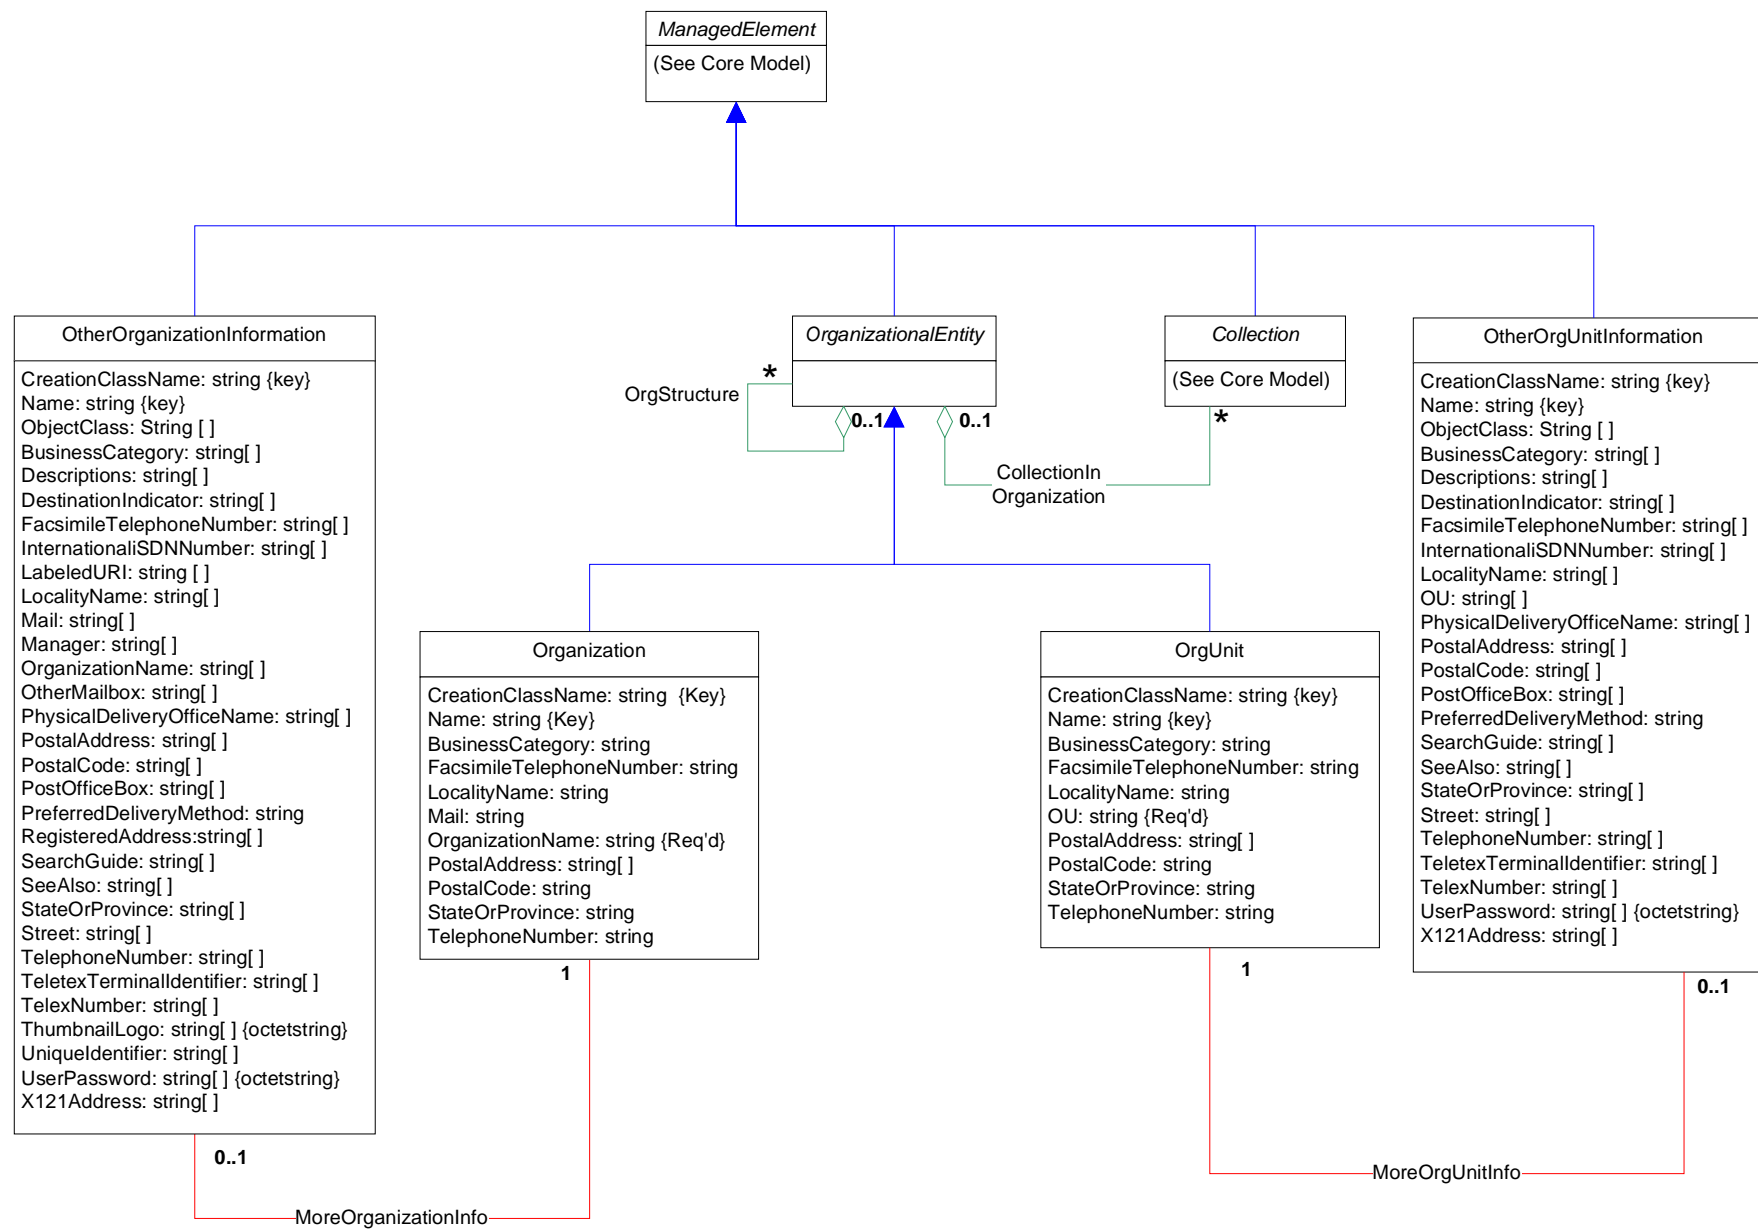 ManagedElement
(See Core Model)
OtherOrganizationInformation
CreationClassName: string {key}
Name: string {key}
ObjectClass: String [ ]
BusinessCategory: string[ ]
Descriptions: string[ ]
DestinationIndicator: string[ ]
FacsimileTelephoneNumber: string[ ]
InternationaliSDNNumber: string[ ]
LabeledURI: string [ ]
LocalityName: string[ ]
Mail: string[ ]
Manager: string[ ]
OrganizationName: string[ ]
OtherMailbox: string[ ]
PhysicalDeliveryOfficeName: string[ ]
PostalAddress: string[ ]
PostalCode: string[ ]
PostOfficeBox: string[ ]
PreferredDeliveryMethod: string
RegisteredAddress:string[ ]
SearchGuide: string[ ]
SeeAlso: string[ ]
StateOrProvince: string[ ]
Street: string[ ]
TelephoneNumber: string[ ]
TeletexTerminalIdentifier: string[ ]
TelexNumber: string[ ]
ThumbnailLogo: string[ ] {octetstring}
UniqueIdentifier: string[ ]
UserPassword: string[ ] {octetstring}
X121Address: string[ ]
0..1
MoreOrganizationInfo
OrganizationalEntity
*
OrgStructure
0..1
0..1
CollectionIn
Organization
Collection
(See Core Model)
*
Organization
CreationClassName: string  {Key}
Name: string {Key}
BusinessCategory: string
FacsimileTelephoneNumber: string
LocalityName: string
Mail: string
OrganizationName: string {Req'd}
PostalAddress: string[ ]
PostalCode: string
StateOrProvince: string
TelephoneNumber: string
1
OrgUnit
CreationClassName: string {key}
Name: string {key}
BusinessCategory: string
FacsimileTelephoneNumber: string
LocalityName: string
OU: string {Req'd}
PostalAddress: string[ ]
PostalCode: string
StateOrProvince: string
TelephoneNumber: string
1
OtherOrgUnitInformation
CreationClassName: string {key}
Name: string {key}
ObjectClass: String [ ]
BusinessCategory: string[ ]
Descriptions: string[ ]
DestinationIndicator: string[ ]
FacsimileTelephoneNumber: string[ ]
InternationaliSDNNumber: string[ ]
LocalityName: string[ ]
OU: string[ ]
PhysicalDeliveryOfficeName: string[ ]
PostalAddress: string[ ]
PostalCode: string[ ]
PostOfficeBox: string[ ]
PreferredDeliveryMethod: string
SearchGuide: string[ ]
SeeAlso: string[ ]
StateOrProvince: string[ ]
Street: string[ ]
TelephoneNumber: string[ ]
TeletexTerminalIdentifier: string[ ]
TelexNumber: string[ ]
UserPassword: string[ ] {octetstring}
X121Address: string[ ]
0..1
MoreOrgUnitInfo